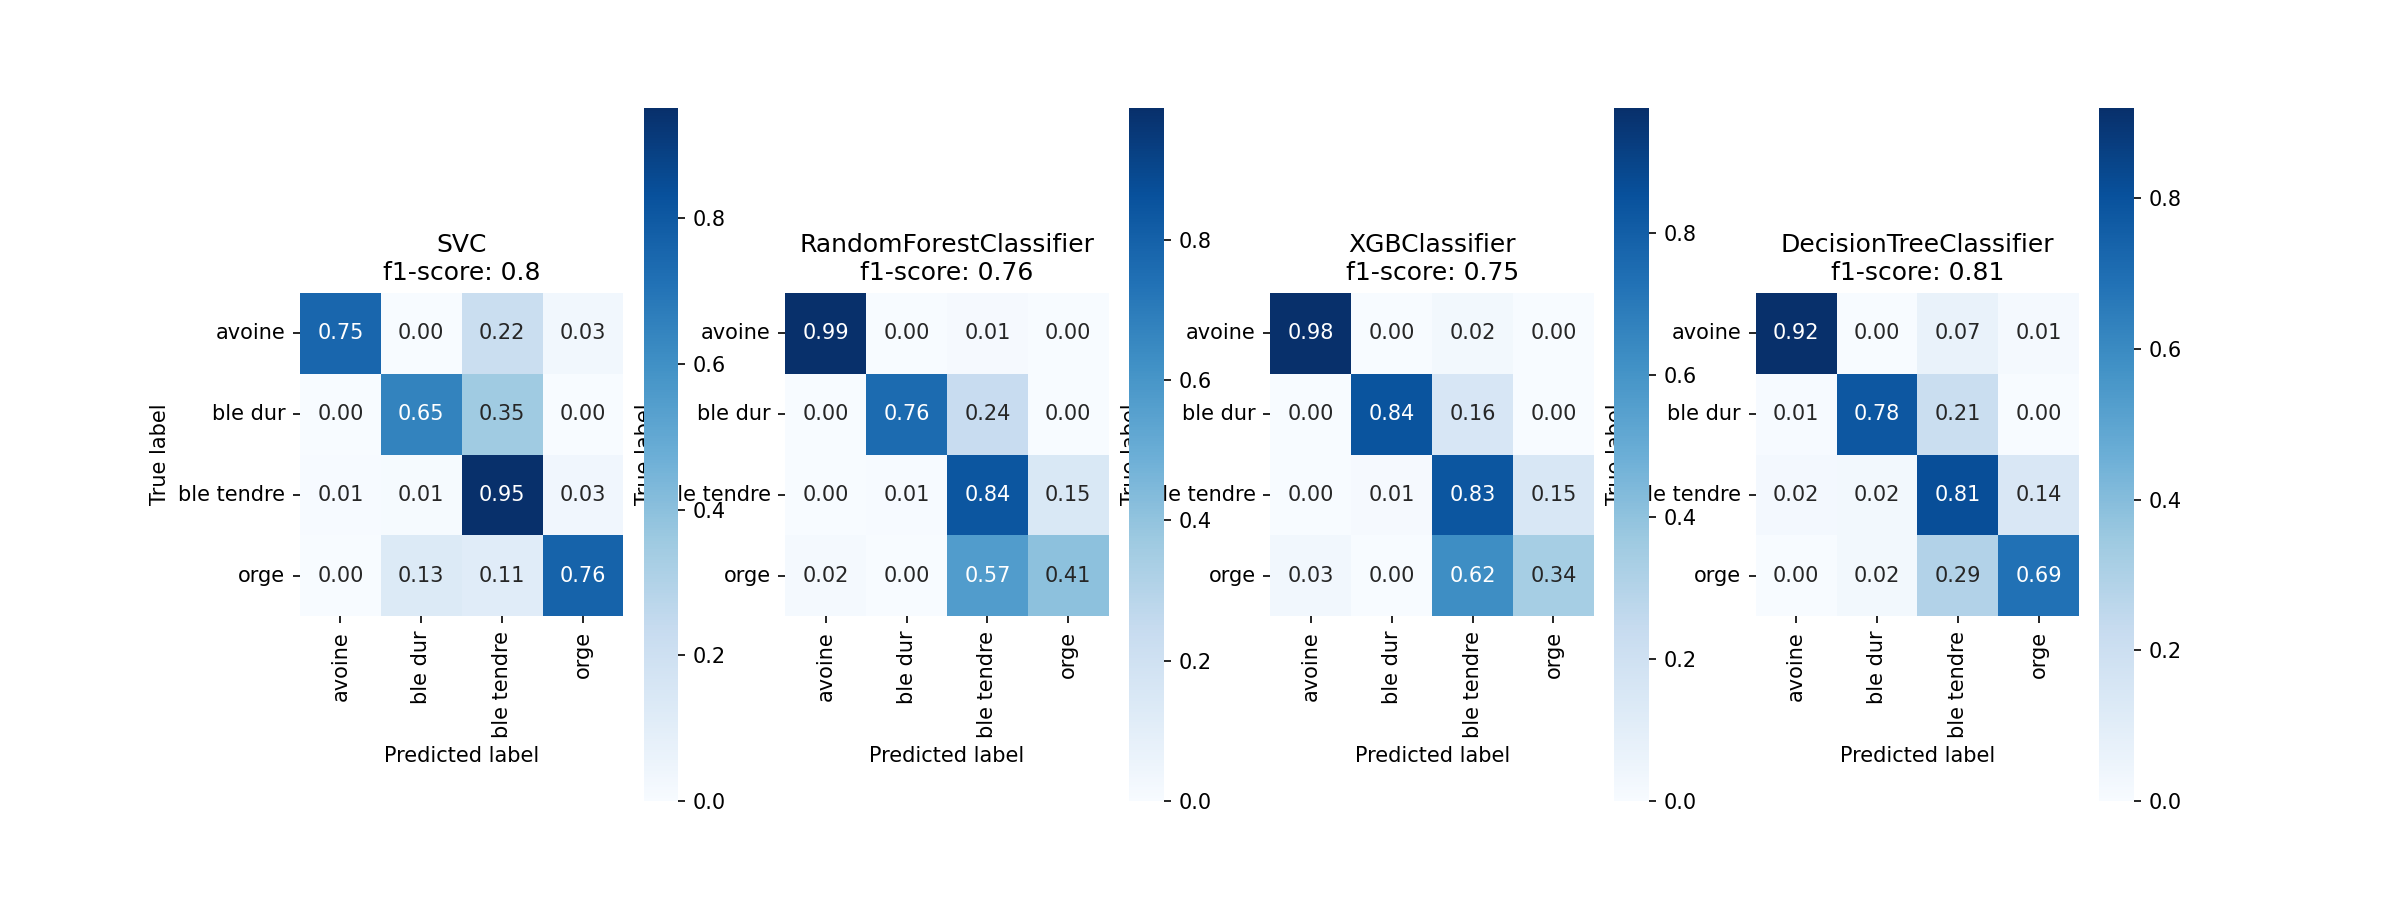 SVC
f1-score: 0.8
avoine 0.75 0.00 0.22 0.03
ble dur 0.00 0.65 0.35 0.00
ble tendre 0.01 0.01 0.95 0.03
orge 0.00 0.13 0.11 0.76
avoine
ble dur
ble tendre
orge
True label
Predicted label
0.8
0.6
0.4
0.2
0.0
RandomForestClassifier
f1-score: 0.76
avoine 0.99 0.00 0.01 0.00
ble dur 0.00 0.76 0.24 0.00
le tendre 0.00 0.01 0.84 0.15
orge 0.02 0.00 0.57 0.41
avoine
ble dur
ble tendre
orge
True label
Predicted label
0.8
0.6
0.4
0.2
0.0
XGBClassifier
f1-score: 0.75
avoine 0.98 0.00 0.02 0.00
ble dur 0.00 0.84 0.16 0.00
le tendre 0.00 0.01 0.83 0.15
orge 0.03 0.00 0.62 0.34
avoine
ble dur
ble tendre
orge
True label
Predicted label
0.8
0.6
0.4
0.2
0.0
DecisionTreeClassifier
f1-score: 0.81
avoine 0.92 0.00 0.07 0.01
ble dur 0.01 0.78 0.21 0.00
le tendre 0.02 0.02 0.81 0.14
orge 0.00 0.02 0.29 0.69
avoine
ble dur
ble tendre
orge
True label
Predicted label
0.8
0.6
0.4
0.2
0.0